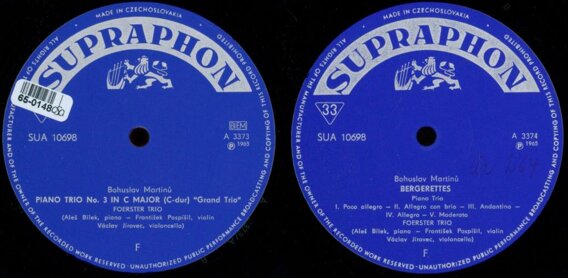 MADE IN CZECHOSLOVAKIA
SUPRAPHON
65-0148
SUA 10698
BIEM
A 3373
℗ 1965
Bohuslav Martinů
PIANO TRIO No. 3 IN C MAJOR (C-dur) "Grand Trio"
FOERSTER TRIO
(Aleš Bílek, piano – František Pospíšil, violin
Václav Jírovec, violoncello)
F
ALL RIGHTS OF THE MANUFACTURER AND OF THE OWNER OF THE RECORDED WORK RESERVED - UNAUTHORIZED PUBLIC PERFORMANCE BROADCASTING AND COPYING OF THIS RECORD PROHIBITED
MADE IN CZECHOSLOVAKIA
SUPRAPHON
33
SUA 10698
A 3374
℗ 1965
Bohuslav Martinů
BERGERETTES
Piano Trio
I. Poco allegro – II. Allegro con brio – III. Andantino –
IV. Allegro – V. Moderato
FOERSTER TRIO
(Aleš Bílek, piano – František Pospíšil, violin
Václav Jírovec, violoncello)
F
ALL RIGHTS OF THE MANUFACTURER AND OF THE OWNER OF THE RECORDED WORK RESERVED - UNAUTHORIZED PUBLIC PERFORMANCE BROADCASTING AND COPYING OF THIS RECORD PROHIBITED